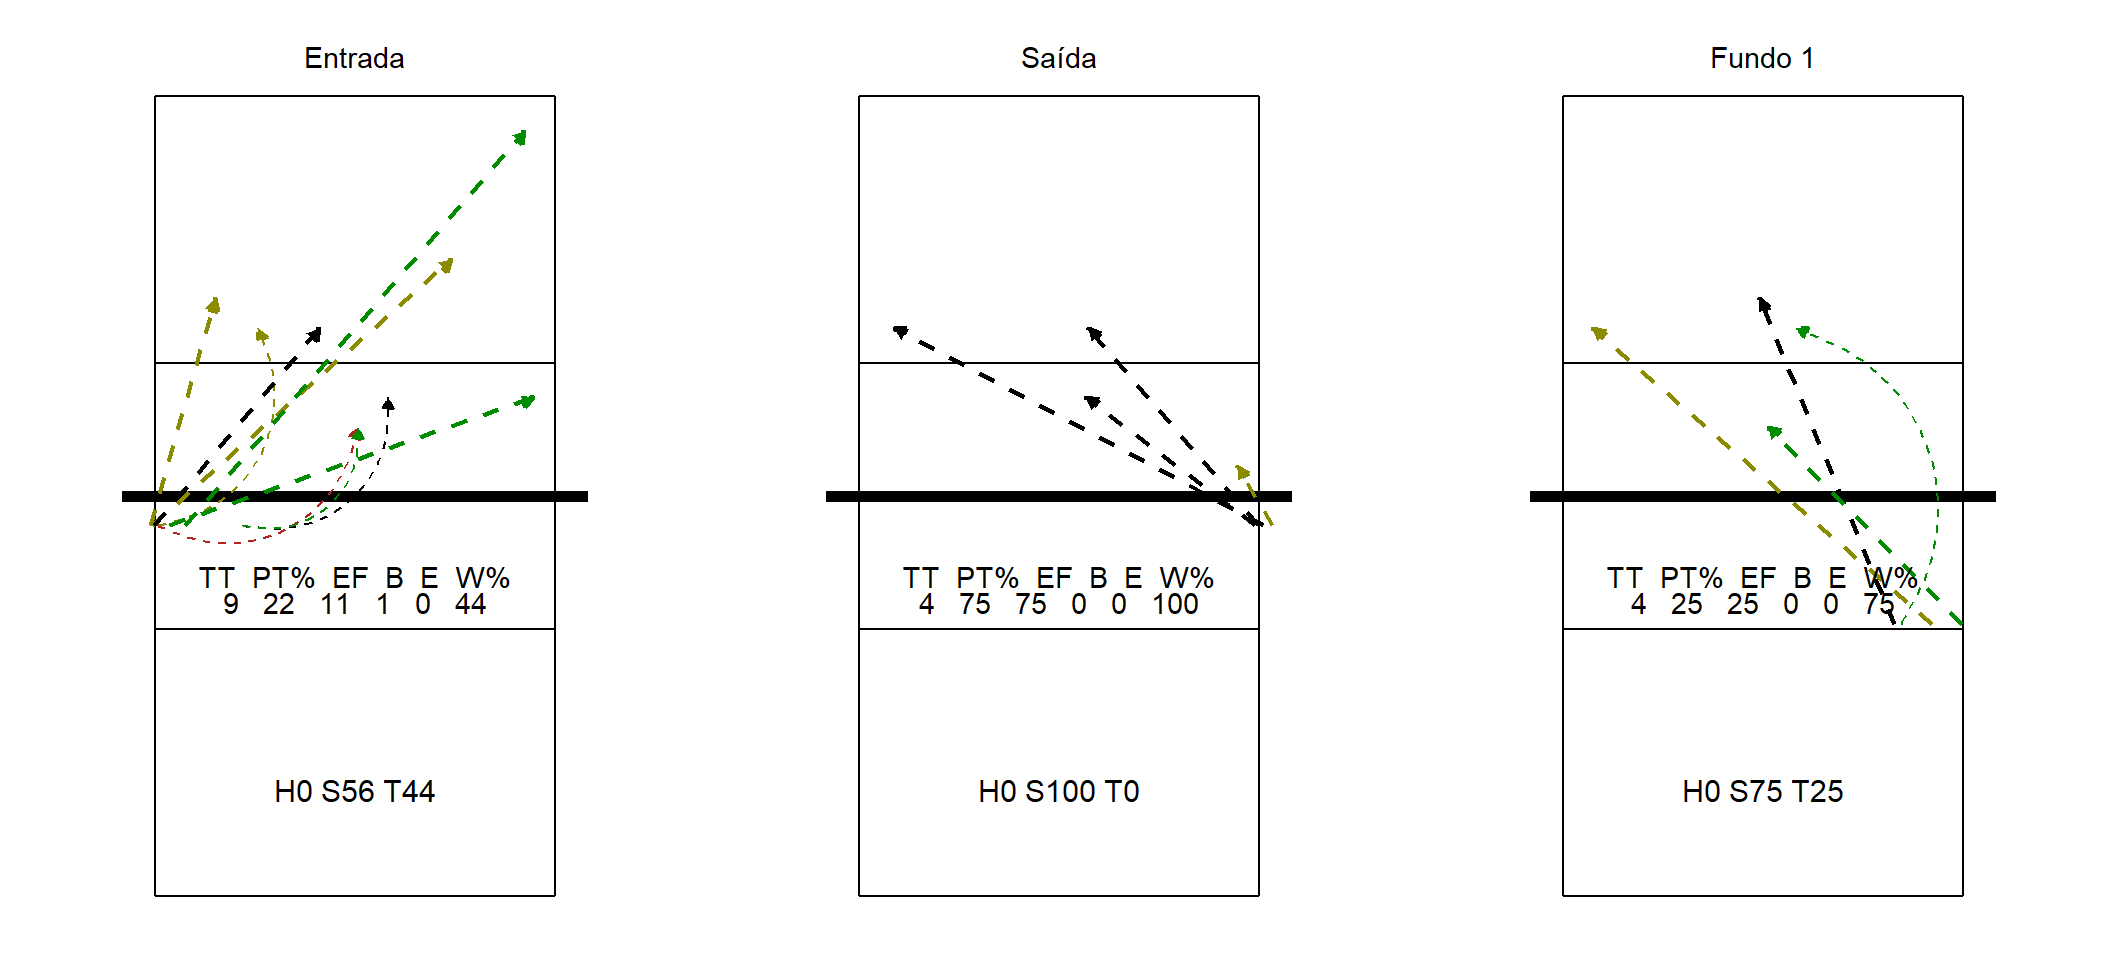 Entrada
TT PT% EF B E W%
9 22 11 1 0 44
H0 S56 T44
Saída
TT PT% EF B E W%
4 75 75 0 0 100
H0 S100 T0
Fundo 1
TT PT% EF B E W%
4 25 25 0 0 75
H0 S75 T25